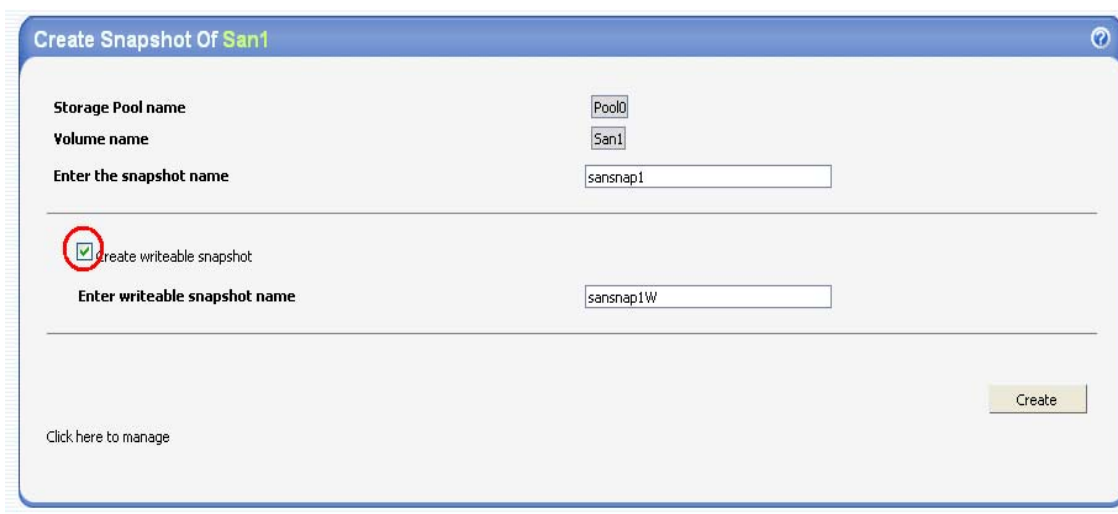 Create Snapshot Of San1
?
Storage Pool name Pool0
Volume name San1
Enter the snapshot name sansnap1
Create writeable snapshot
Enter writeable snapshot name sansnap1W
Create
Click here to manage